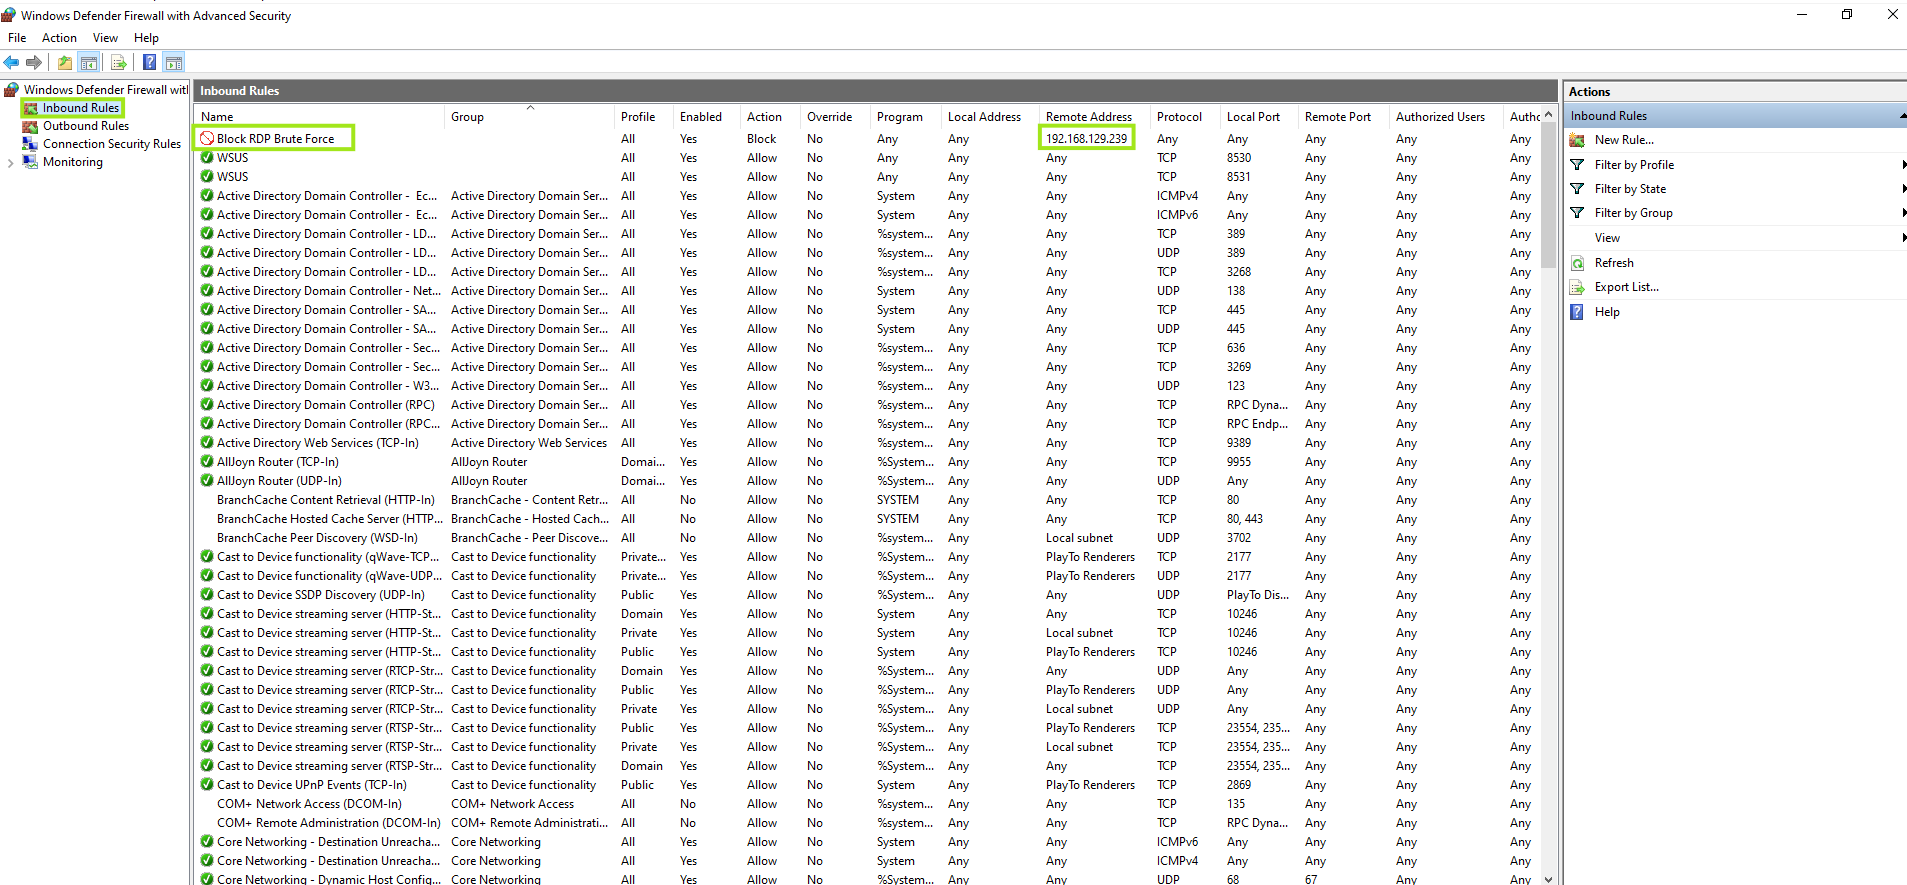 Windows Defender Firewall with Advanced Security
File Action View Help
Windows Defender Firewall with
Inbound Rules
Outbound Rules
Connection Security Rules
Monitoring
Inbound Rules
Name Group Profile Enabled Action Override Program Local Address Remote Address Protocol Local Port Remote Port Authorized Users Autho
Block RDP Brute Force All Yes Block No Any Any 192.168.129.239 Any Any Any Any Any
WSUS All Yes Allow No Any Any Any TCP 8530 Any Any Any
WSUS All Yes Allow No Any Any Any TCP 8531 Any Any Any
Active Directory Domain Controller - Ec... Active Directory Domain Ser... All Yes Allow No System Any Any ICMPv4 Any Any Any Any
Active Directory Domain Controller - Ec... Active Directory Domain Ser... All Yes Allow No System Any Any ICMPv6 Any Any Any Any
Active Directory Domain Controller - LD... Active Directory Domain Ser... All Yes Allow No %system... Any Any TCP 389 Any Any Any
Active Directory Domain Controller - LD... Active Directory Domain Ser... All Yes Allow No %system... Any Any UDP 389 Any Any Any
Active Directory Domain Controller - LD... Active Directory Domain Ser... All Yes Allow No %system... Any Any TCP 3268 Any Any Any
Active Directory Domain Controller - Net... Active Directory Domain Ser... All Yes Allow No System Any Any UDP 138 Any Any Any
Active Directory Domain Controller - SA... Active Directory Domain Ser... All Yes Allow No System Any Any TCP 445 Any Any Any
Active Directory Domain Controller - SA... Active Directory Domain Ser... All Yes Allow No System Any Any UDP 445 Any Any Any
Active Directory Domain Controller - Sec... Active Directory Domain Ser... All Yes Allow No %system... Any Any TCP 636 Any Any Any
Active Directory Domain Controller - Sec... Active Directory Domain Ser... All Yes Allow No %system... Any Any TCP 3269 Any Any Any
Active Directory Domain Controller - W3... Active Directory Domain Ser... All Yes Allow No %system... Any Any UDP 123 Any Any Any
Active Directory Domain Controller (RPC) Active Directory Domain Ser... All Yes Allow No %system... Any Any TCP RPC Dyna... Any Any Any
Active Directory Domain Controller (RPC... Active Directory Domain Ser... All Yes Allow No %system... Any Any TCP RPC Endp... Any Any Any
Active Directory Web Services (TCP-In) Active Directory Web Services All Yes Allow No %system... Any Any TCP 9389 Any Any Any
AllJoyn Router (TCP-In) AllJoyn Router Domai... Yes Allow No %System... Any Any TCP 9955 Any Any Any
AllJoyn Router (UDP-In) AllJoyn Router Domai... Yes Allow No %System... Any Any UDP Any Any Any Any
BranchCache Content Retrieval (HTTP-In) BranchCache - Content Retr... All No Allow No SYSTEM Any Any TCP 80 Any Any Any
BranchCache Hosted Cache Server (HTTP... BranchCache - Hosted Cach... All No Allow No SYSTEM Any Any TCP 80, 443 Any Any Any
BranchCache Peer Discovery (WSD-In) BranchCache - Peer Discove... All No Allow No %system... Any Local subnet UDP 3702 Any Any Any
Cast to Device functionality (qWave-TCP... Cast to Device functionality Private... Yes Allow No %System... Any PlayTo Renderers TCP 2177 Any Any Any
Cast to Device functionality (qWave-UDP... Cast to Device functionality Private... Yes Allow No %System... Any PlayTo Renderers UDP 2177 Any Any Any
Cast to Device SSDP Discovery (UDP-In) Cast to Device functionality Public Yes Allow No %System... Any Any UDP PlayTo Dis... Any Any Any
Cast to Device streaming server (HTTP-St... Cast to Device functionality Domain Yes Allow No System Any Any TCP 10246 Any Any Any
Cast to Device streaming server (HTTP-St... Cast to Device functionality Private Yes Allow No System Any Local subnet TCP 10246 Any Any Any
Cast to Device streaming server (HTTP-St... Cast to Device functionality Public Yes Allow No System Any PlayTo Renderers TCP 10246 Any Any Any
Cast to Device streaming server (RTCP-Str... Cast to Device functionality Domain Yes Allow No %System... Any Any UDP Any Any Any Any
Cast to Device streaming server (RTCP-Str... Cast to Device functionality Public Yes Allow No %System... Any PlayTo Renderers UDP Any Any Any Any
Cast to Device streaming server (RTCP-Str... Cast to Device functionality Private Yes Allow No %System... Any Local subnet UDP Any Any Any Any
Cast to Device streaming server (RTSP-Str... Cast to Device functionality Public Yes Allow No %System... Any PlayTo Renderers TCP 23554, 235... Any Any Any
Cast to Device streaming server (RTSP-Str... Cast to Device functionality Private Yes Allow No %System... Any Local subnet TCP 23554, 235... Any Any Any
Cast to Device streaming server (RTSP-Str... Cast to Device functionality Domain Yes Allow No %System... Any Any TCP 23554, 235... Any Any Any
Cast to Device UPnP Events (TCP-In) Cast to Device functionality Public Yes Allow No System Any PlayTo Renderers TCP 2869 Any Any Any
COM+ Network Access (DCOM-In) COM+ Network Access All No Allow No %system... Any Any TCP 135 Any Any Any
COM+ Remote Administration (DCOM-In) COM+ Remote Administrati... All No Allow No %system... Any Any TCP RPC Dyna... Any Any Any
Core Networking - Destination Unreacha... Core Networking All Yes Allow No System Any Any ICMPv6 Any Any Any Any
Core Networking - Destination Unreacha... Core Networking All Yes Allow No System Any Any ICMPv4 Any Any Any Any
Core Networking - Dynamic Host Config... Core Networking All Yes Allow No %System... Any Any UDP 68 67 Any Any
Actions
Inbound Rules
New Rule...
Filter by Profile
Filter by State
Filter by Group
View
Refresh
Export List...
Help